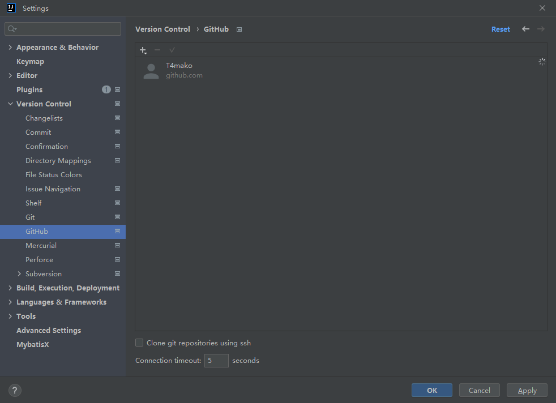 Settings
Version Control › GitHub
Reset
Appearance & Behavior
Keymap
Editor
Plugins 1
Version Control
Changelists
Commit
Confirmation
Directory Mappings
File Status Colors
Issue Navigation
Shelf
Git
GitHub
Mercurial
Perforce
Subversion
Build, Execution, Deployment
Languages & Frameworks
Tools
Advanced Settings
MybatisX
T4mako
github.com
Clone git repositories using ssh
Connection timeout: 5 seconds
?
OK
Cancel
Apply